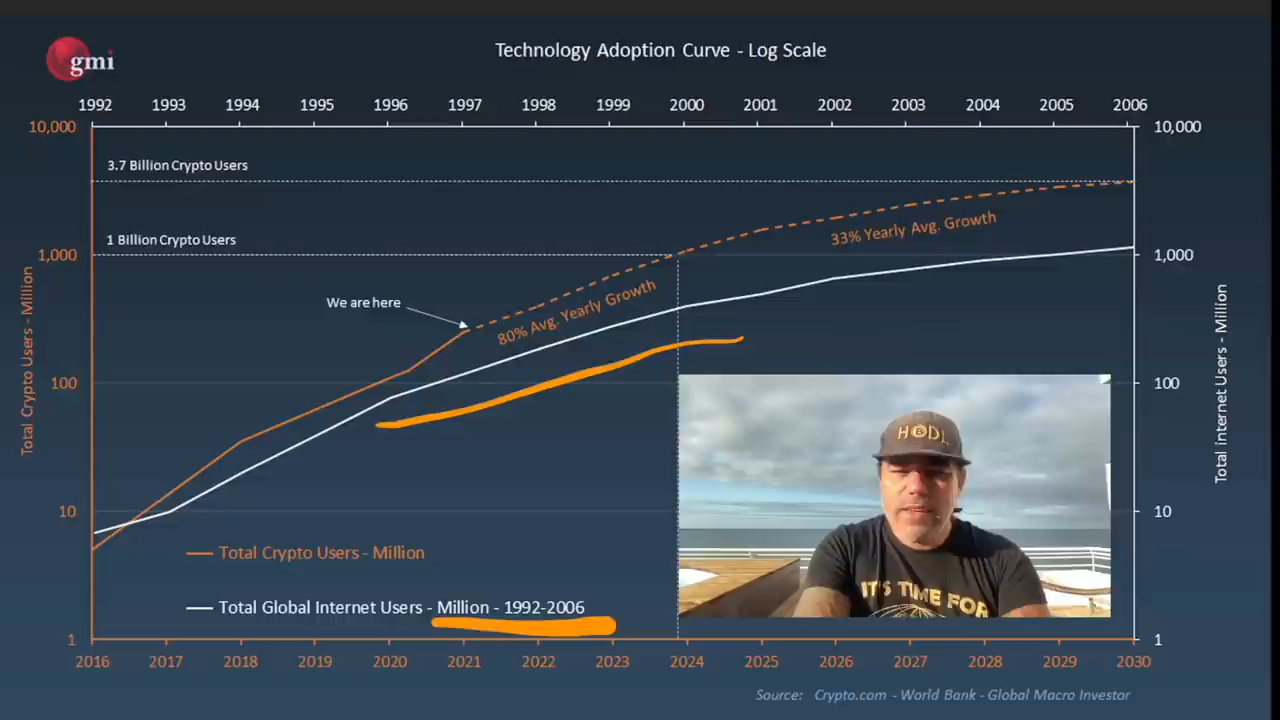 gmi
Technology Adoption Curve - Log Scale
1992 1993 1994 1995 1996 1997 1998 1999 2000 2001 2002 2003 2004 2005 2006
10,000 10,000
3.7 Billion Crypto Users
1 Billion Crypto Users
33% Yearly Avg. Growth
1,000 1,000
We are here
80% Avg. Yearly Growth
Total Crypto Users - Million
Total Internet Users - Million
100 100
HODL
IT'S TIME FOR
10 10
Total Crypto Users - Million
Total Global Internet Users - Million - 1992-2006
1 1
2016 2017 2018 2019 2020 2021 2022 2023 2024 2025 2026 2027 2028 2029 2030
Source: Crypto.com - World Bank - Global Macro Investor